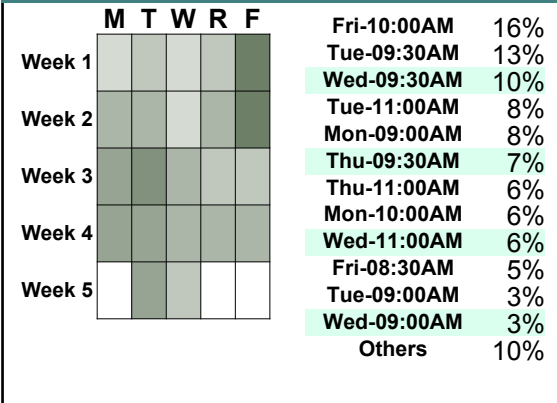 M T W R F
Week 1
Week 2
Week 3
Week 4
Week 5
Fri-10:00AM 16%
Tue-09:30AM 13%
Wed-09:30AM 10%
Tue-11:00AM 8%
Mon-09:00AM 8%
Thu-09:30AM 7%
Thu-11:00AM 6%
Mon-10:00AM 6%
Wed-11:00AM 6%
Fri-08:30AM 5%
Tue-09:00AM 3%
Wed-09:00AM 3%
Others 10%